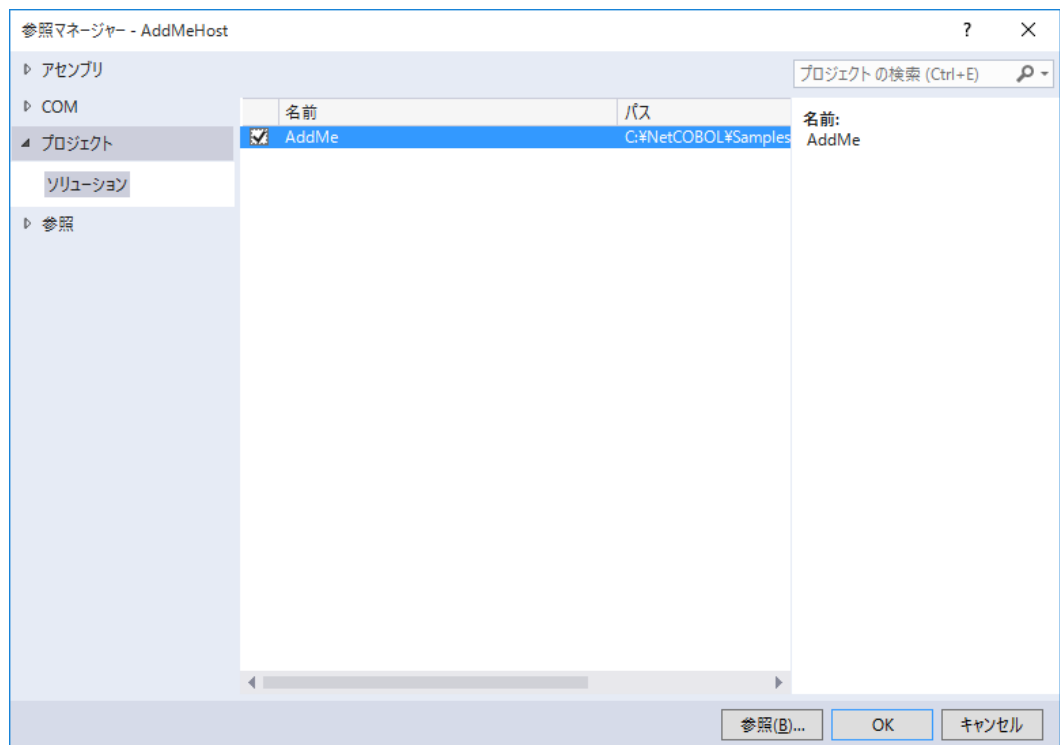 参照マネージャー - AddMeHost
?
アセンブリ
プロジェクト の検索 (Ctrl+E)
COM
名前
パス
名前:
プロジェクト
AddMe
C:¥NetCOBOL¥Samples
AddMe
ソリューション
参照
参照(B)...
OK
キャンセル